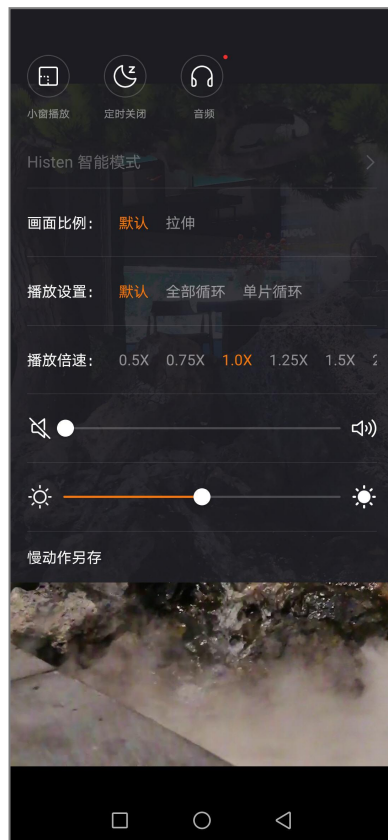 小窗播放 定时关闭 音频
Histen 智能模式
画面比例： 默认 拉伸
播放设置： 默认 全部循环 单片循环
播放倍速： 0.5X 0.75X 1.0X 1.25X 1.5X
慢动作另存